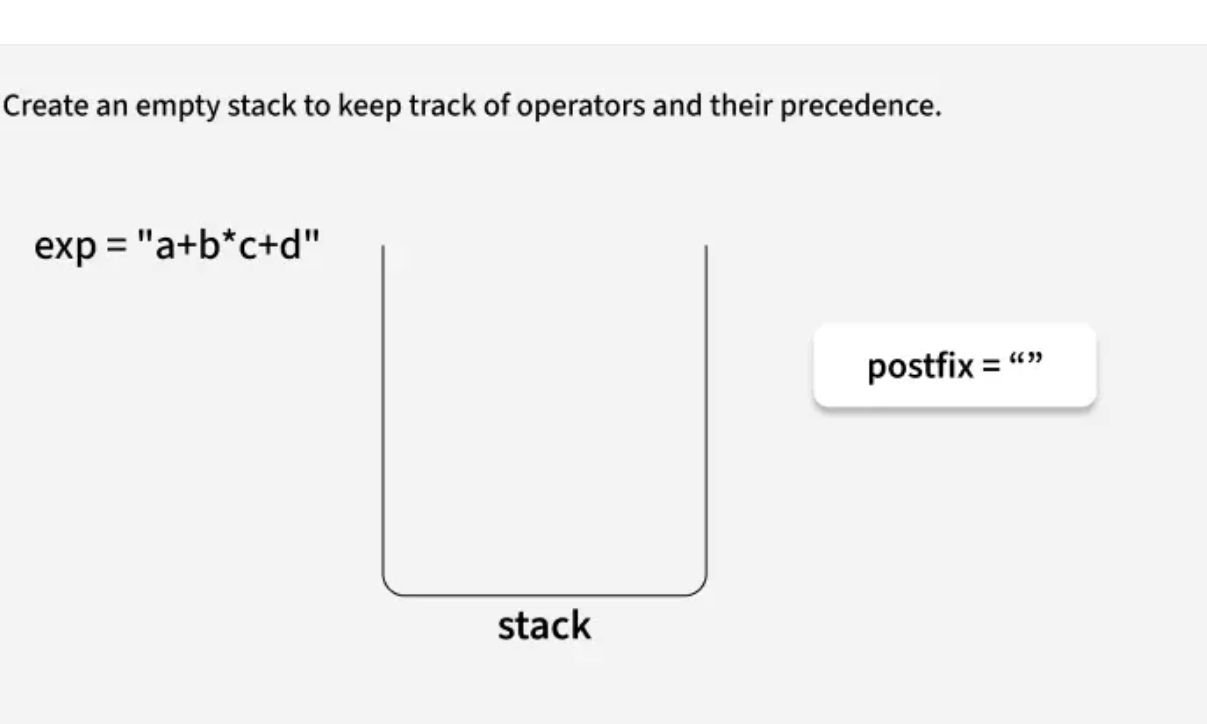 Create an empty stack to keep track of operators and their precedence.
exp = "a+b*c+d"
postfix = “”
stack